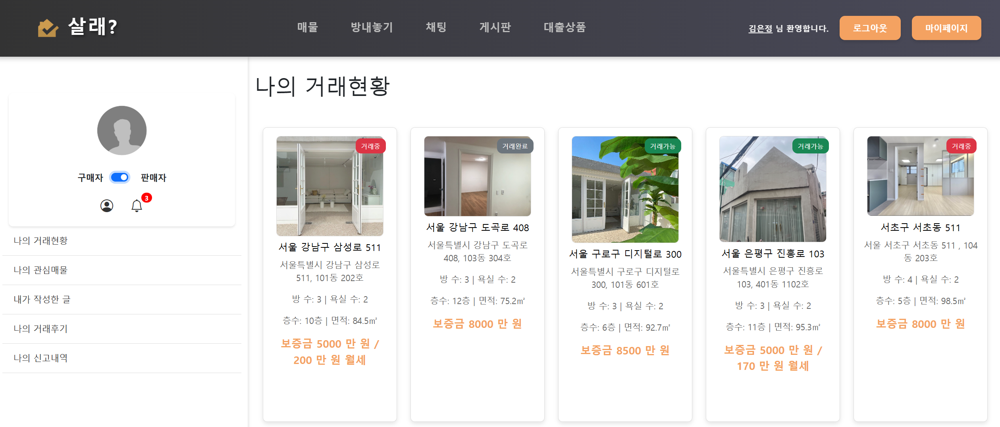 살래?
매물
방내놓기
채팅
게시판
대출상품
김은정 님 환영합니다.
로그아웃
마이페이지
구매자
판매자
3
나의 거래현황
나의 관심매물
내가 작성한 글
나의 거래후기
나의 신고내역
나의 거래현황
거래중
서울 강남구 삼성로 511
서울특별시 강남구 삼성로
511, 101동 202호
방 수: 3 | 욕실 수: 2
층수: 10층 | 면적: 84.5㎡
보증금 5000 만 원 /
200 만 원 월세
거래완료
서울 강남구 도곡로 408
서울특별시 강남구 도곡로
408, 103동 304호
방 수: 3 | 욕실 수: 2
층수: 12층 | 면적: 75.2㎡
보증금 8000 만 원
거래가능
서울 구로구 디지털로 300
서울특별시 구로구 디지털로
300, 101동 601호
방 수: 3 | 욕실 수: 2
층수: 6층 | 면적: 92.7㎡
보증금 8500 만 원
거래가능
서울 은평구 진흥로 103
서울특별시 은평구 진흥로
103, 401동 1102호
방 수: 3 | 욕실 수: 2
층수: 11층 | 면적: 95.3㎡
보증금 5000 만 원 /
170 만 원 월세
거래중
서초구 서초동 511
서울 서초구 서초동 511 , 104
동 203호
방 수: 4 | 욕실 수: 2
층수: 5층 | 면적: 98.5㎡
보증금 8000 만 원